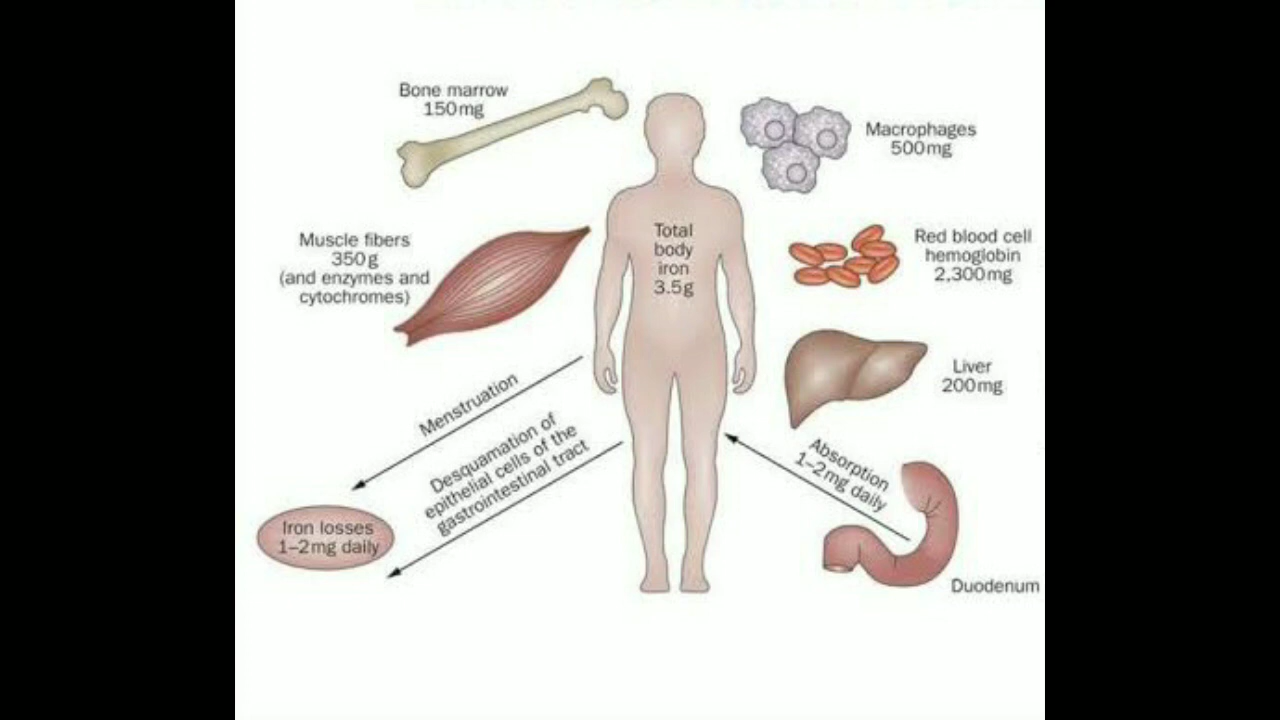 Bone marrow
150mg
Macrophages
500mg
Muscle fibers
350g
(and enzymes and
cytochromes)
Total
body
iron
3.5g
Red blood cell
hemoglobin
2,300mg
Liver
200mg
Menstruation
Desquamation of
epithelial cells of the
gastrointestinal tract
Absorption
1–2mg daily
Iron losses
1–2mg daily
Duodenum